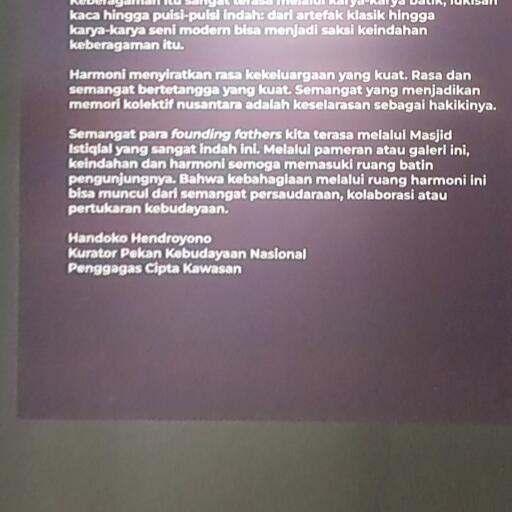 Keberagaman itu sangat terasa melalui karya-karya batik, lukisan
kaca hingga puisi-puisi indah: dari artefak klasik hingga
karya-karya seni modern bisa menjadi saksi keindahan
keberagaman itu.
Harmoni menyiratkan rasa kekeluargaan yang kuat. Rasa dan
semangat bertetangga yang kuat. Semangat yang menjadikan
memori kolektif nusantara adalah keselarasan sebagai hakikinya.
Semangat para founding fathers kita terasa melalui Masjid
Istiqlal yang sangat indah ini. Melalui pameran atau galeri ini,
keindahan dan harmoni semoga memasuki ruang batin
pengunjungnya. Bahwa kebahagiaan melalui ruang harmoni ini
bisa muncul dari semangat persaudaraan, kolaborasi atau
pertukaran kebudayaan.
Handoko Hendroyono
Kurator Pekan Kebudayaan Nasional
Penggagas Cipta Kawasan